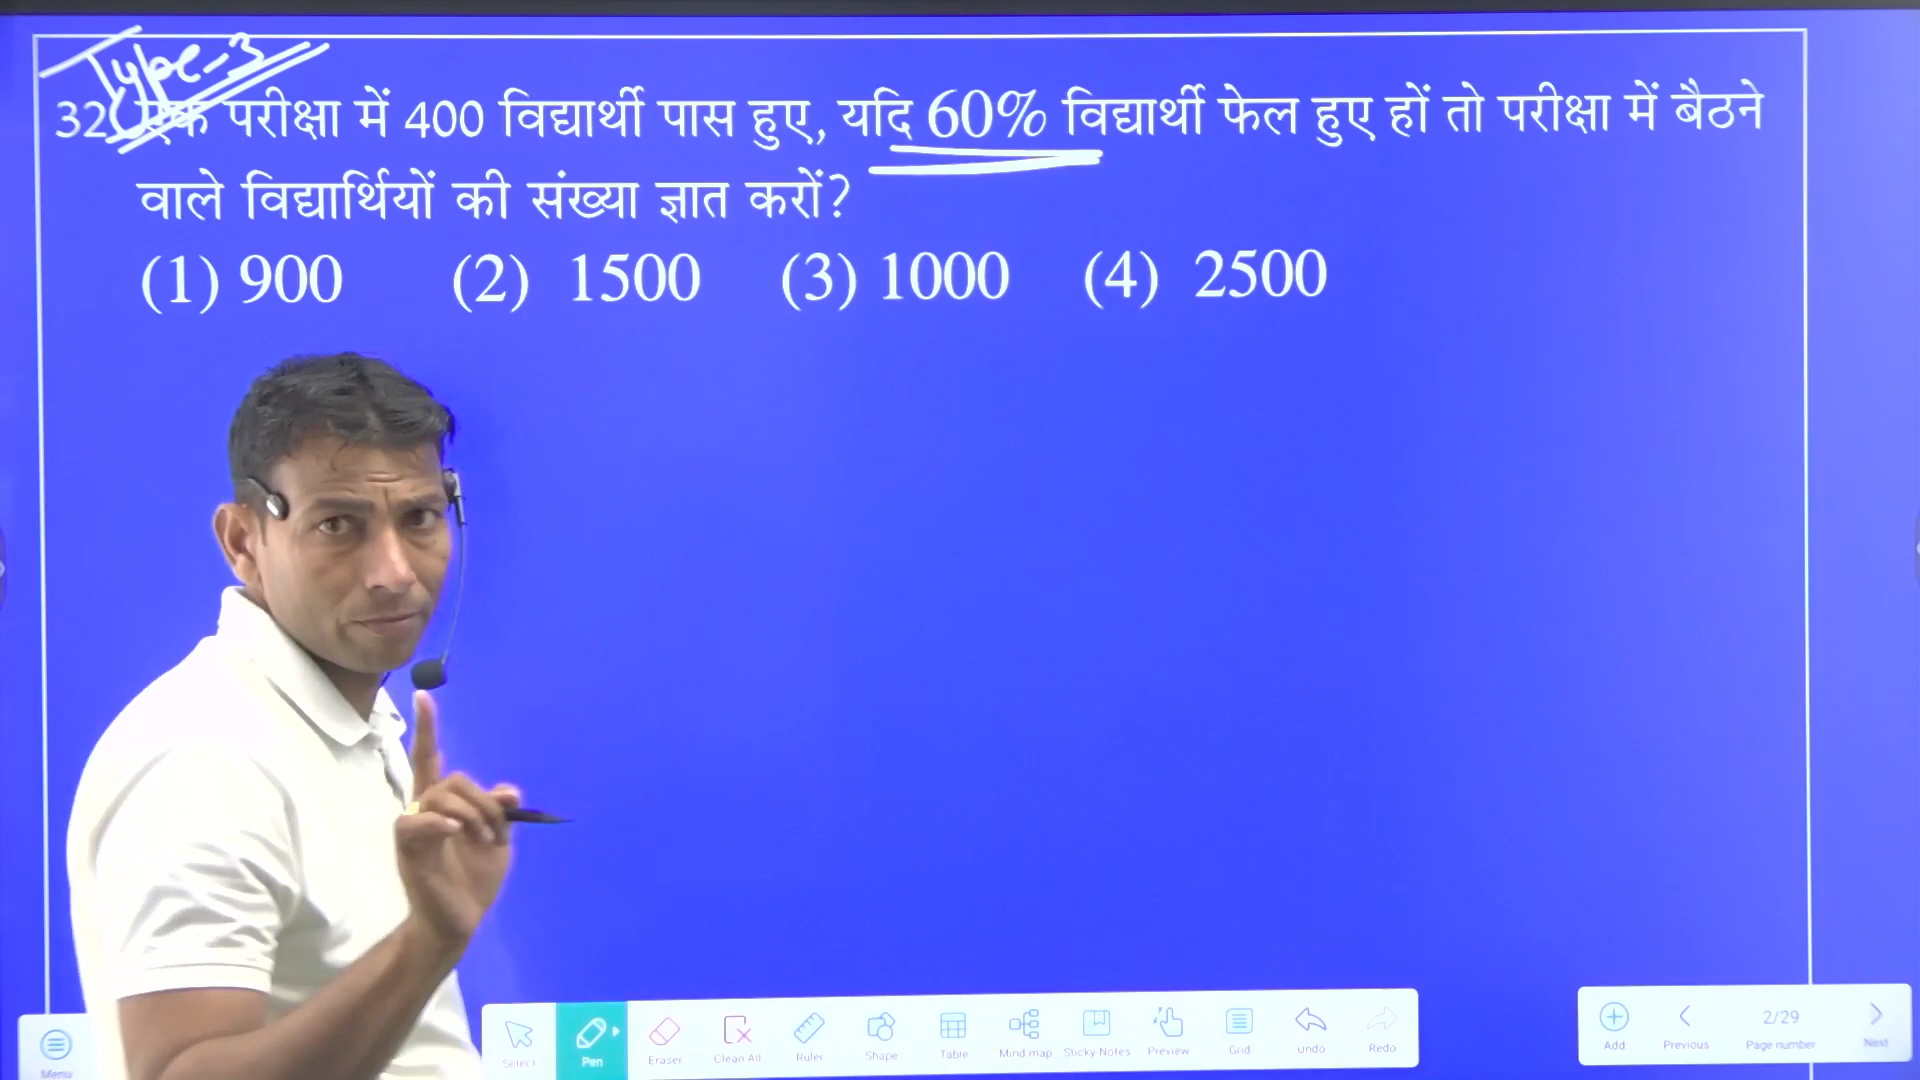 Type-3
32. एक परीक्षा में 400 विद्यार्थी पास हुए, यदि 60% विद्यार्थी फेल हुए हों तो परीक्षा में बैठने
वाले विद्यार्थियों की संख्या ज्ञात करों?
(1) 900 (2) 1500 (3) 1000 (4) 2500
Menu
Select Pen Eraser Clean All Ruler Shape Table Mind map Sticky Notes Preview Grid Undo Redo
2/29
Add Previous Page number Next